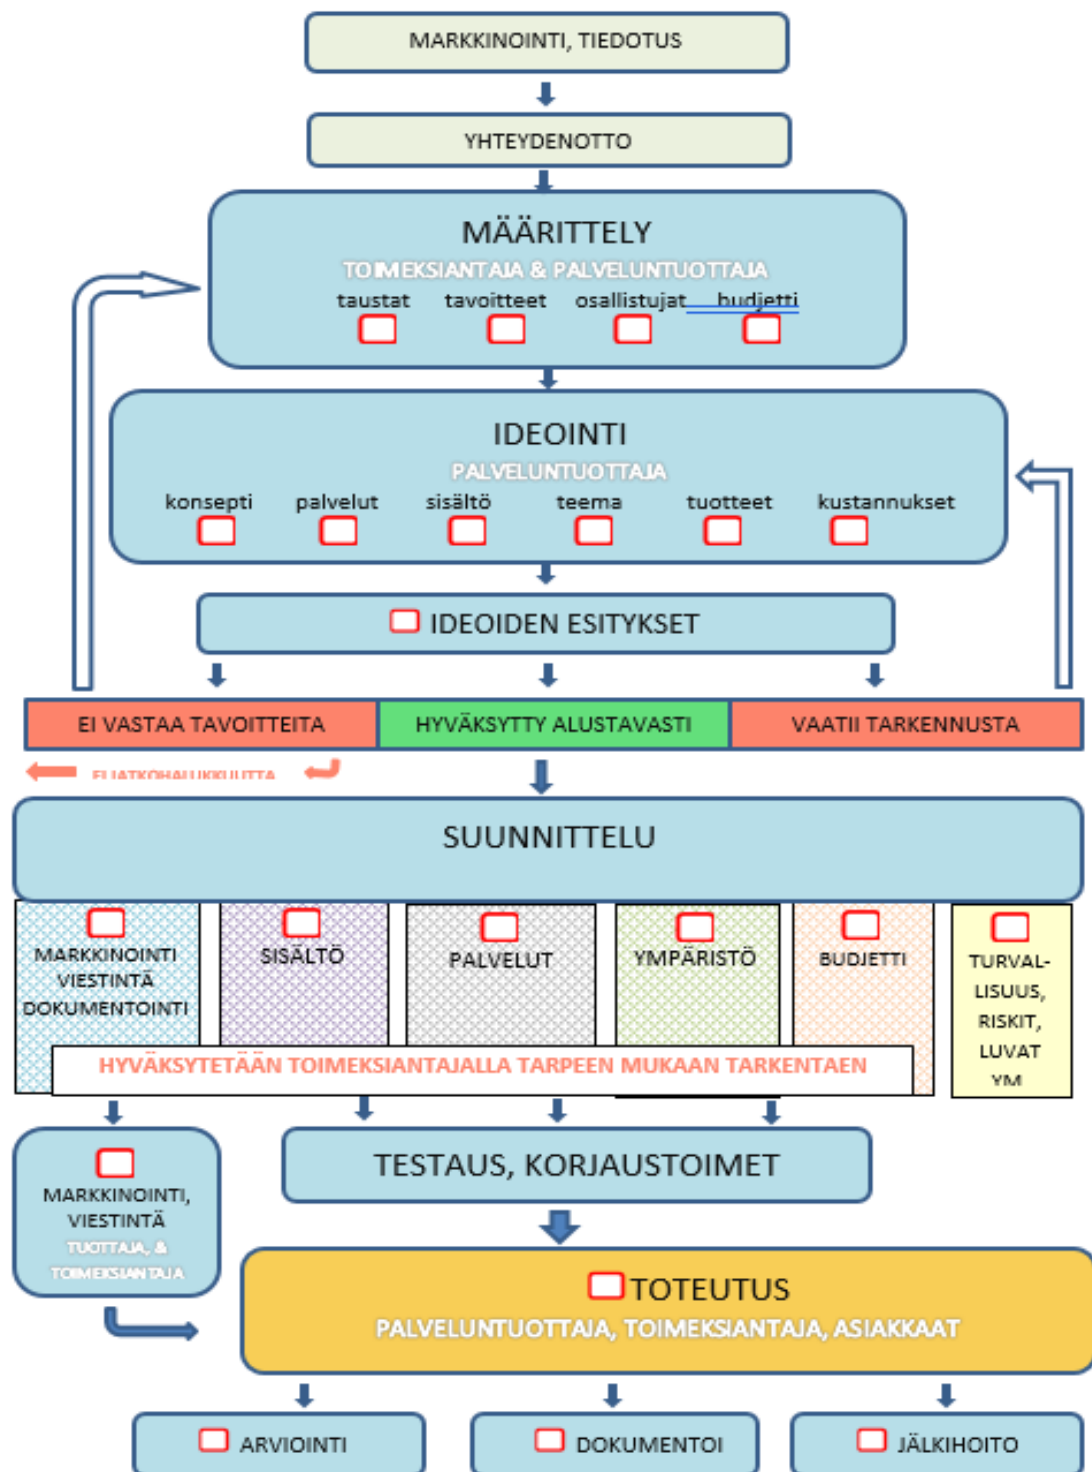 MARKKINOINTI, TIEDOTUS
YHTEYDENOTTO
MÄÄRITTELY
TOIMEKSIANTAJA & PALVELUNTUOTTAJA
taustat tavoitteet osallistujat budjetti
IDEOINTI
PALVELUNTUOTTAJA
konsepti palvelut sisältö teema tuotteet kustannukset
IDEOIDEN ESITYKSET
EI VASTAA TAVOITTEITA HYVÄKSYTTY ALUSTAVASTI VAATII TARKENNUSTA
EI JATKOHALUKKUUTTA
SUUNNITTELU
MARKKINOINTI
VIESTINTÄ
DOKUMENTOINTI
SISÄLTÖ
PALVELUT
YMPÄRISTÖ
BUDJETTI
TURVAL-
LISUUS,
RISKIT,
LUVAT
YM
HYVÄKSYTETÄÄN TOIMEKSIANTAJALLA TARPEEN MUKAAN TARKENTAEN
MARKKINOINTI,
VIESTINTÄ
TUOTTAJA, &
TOIMEKSIANTAJA
TESTAUS, KORJAUSTOIMET
TOTEUTUS
PALVELUNTUOTTAJA, TOIMEKSIANTAJA, ASIAKKAAT
ARVIOINTI DOKUMENTOI JÄLKIHOITO